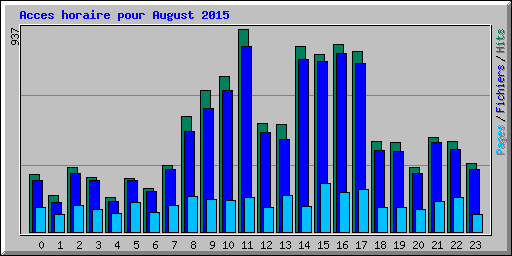 Acces horaire pour August 2015
937
Pages / Fichiers / Hits
0 1 2 3 4 5 6 7 8 9 10 11 12 13 14 15 16 17 18 19 20 21 22 23